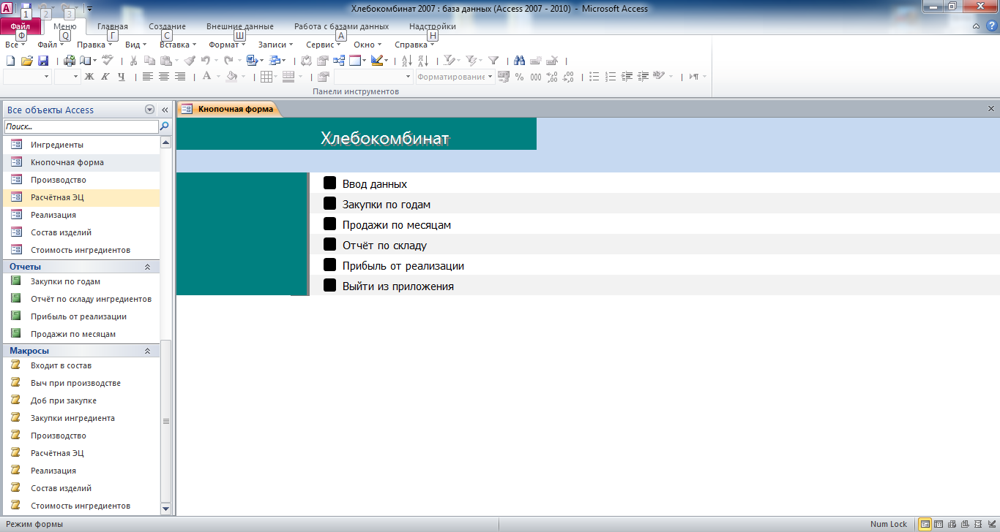 Хлебокомбинат 2007 : база данных (Access 2007 - 2010) - Microsoft Access
1 2 3
Файл Меню Главная Создание Внешние данные Работа с базами данных Надстройки
Ф Q Г С Ш А Н
Все Файл Правка Вид Вставка Формат Записи Сервис Окно Справка
Ж К Ч А Форматирование % 000
Панели инструментов
Все объекты Access
Кнопочная форма
Поиск...
Хлебокомбинат
Ингредиенты
Кнопочная форма
Производство
Расчётная ЭЦ
Реализация
Состав изделий
Стоимость ингредиентов
Отчеты
Закупки по годам
Отчёт по складу ингредиентов
Прибыль от реализации
Продажи по месяцам
Макросы
Входит в состав
Выч при производстве
Доб при закупке
Закупки ингредиента
Производство
Расчётная ЭЦ
Реализация
Состав изделий
Стоимость ингредиентов
Ввод данных
Закупки по годам
Продажи по месяцам
Отчёт по складу
Прибыль от реализации
Выйти из приложения
Режим формы
Num Lock